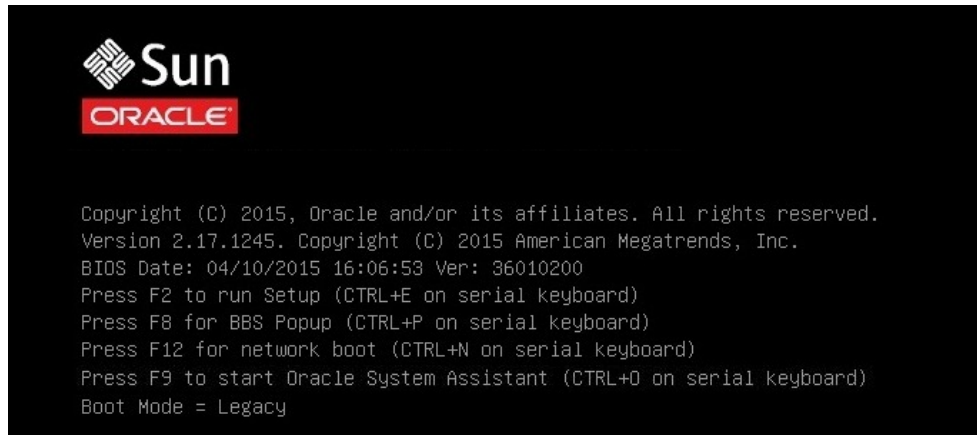 Sun
ORACLE
Copyright (C) 2015, Oracle and/or its affiliates. All rights reserved.
Version 2.17.1245. Copyright (C) 2015 American Megatrends, Inc.
BIOS Date: 04/10/2015 16:06:53 Ver: 36010200
Press F2 to run Setup (CTRL+E on serial keyboard)
Press F8 for BBS Popup (CTRL+P on serial keyboard)
Press F12 for network boot (CTRL+N on serial keyboard)
Press F9 to start Oracle System Assistant (CTRL+O on serial keyboard)
Boot Mode = Legacy